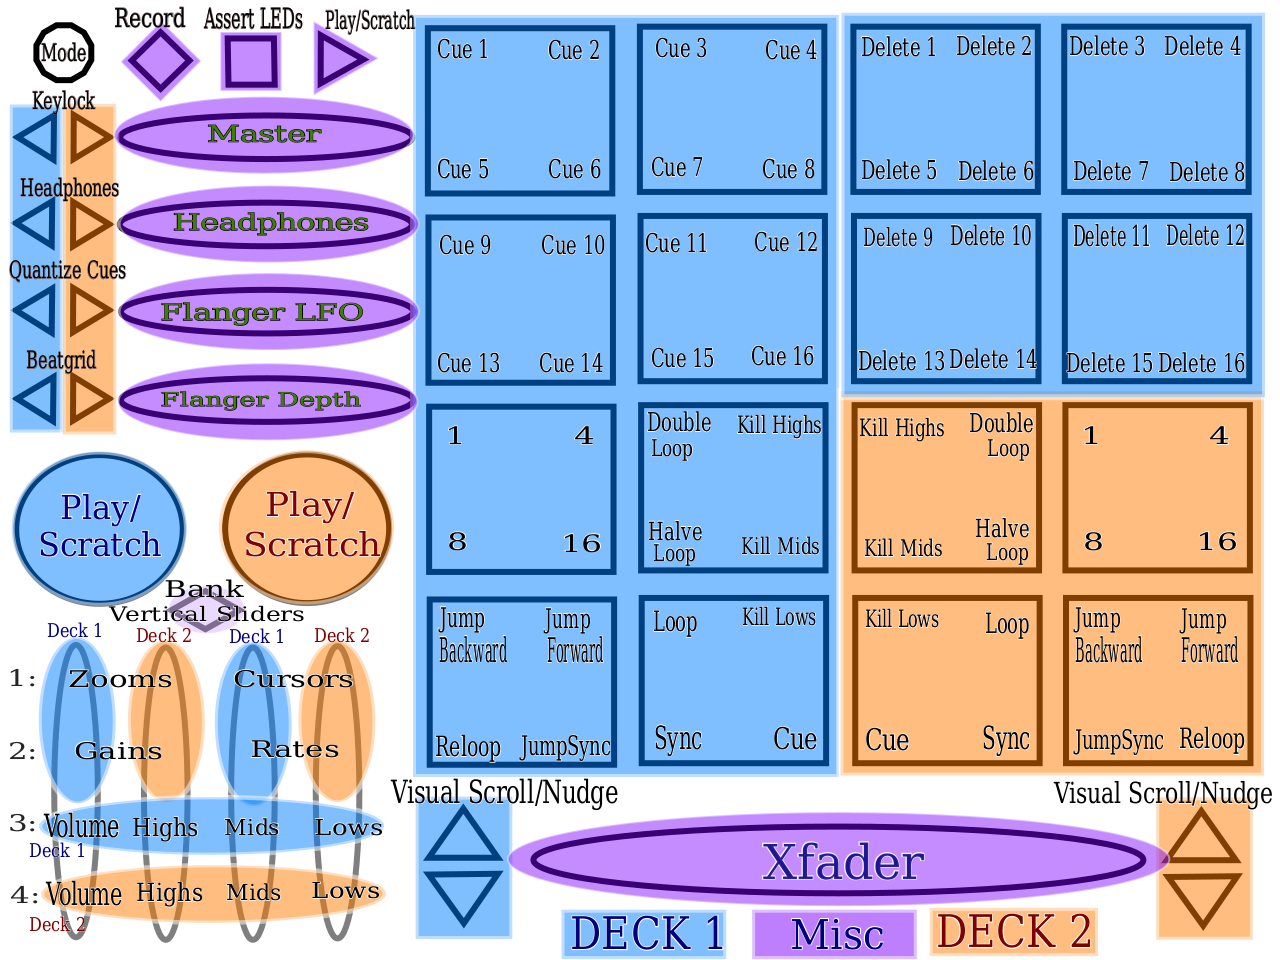 Record
Assert LEDs
Play/Scratch
Mode
Keylock
Master
Headphones
Headphones
Quantize Cues
Flanger LFO
Beatgrid
Flanger Depth
Play/
Scratch
Play/
Scratch
Bank
Vertical Sliders
Deck 1
Deck 2
Deck 1
Deck 2
1:
Zooms
Cursors
2:
Gains
Rates
3:
Volume
Highs
Mids
Lows
Deck 1
4:
Volume
Highs
Mids
Lows
Deck 2
Cue 1
Cue 2
Cue 5
Cue 6
Cue 3
Cue 4
Cue 7
Cue 8
Delete 1
Delete 2
Delete 5
Delete 6
Delete 3
Delete 4
Delete 7
Delete 8
Cue 9
Cue 10
Cue 13
Cue 14
Cue 11
Cue 12
Cue 15
Cue 16
Delete 9
Delete 10
Delete 13
Delete 14
Delete 11
Delete 12
Delete 15
Delete 16
1
4
8
16
Double
Loop
Kill Highs
Halve
Loop
Kill Mids
Kill Highs
Double
Loop
Kill Mids
Halve
Loop
1
4
8
16
Jump
Backward
Jump
Forward
Reloop
JumpSync
Loop
Kill Lows
Sync
Cue
Kill Lows
Loop
Cue
Sync
Jump
Backward
Jump
Forward
JumpSync
Reloop
Visual Scroll/Nudge
Visual Scroll/Nudge
Xfader
DECK 1
Misc
DECK 2